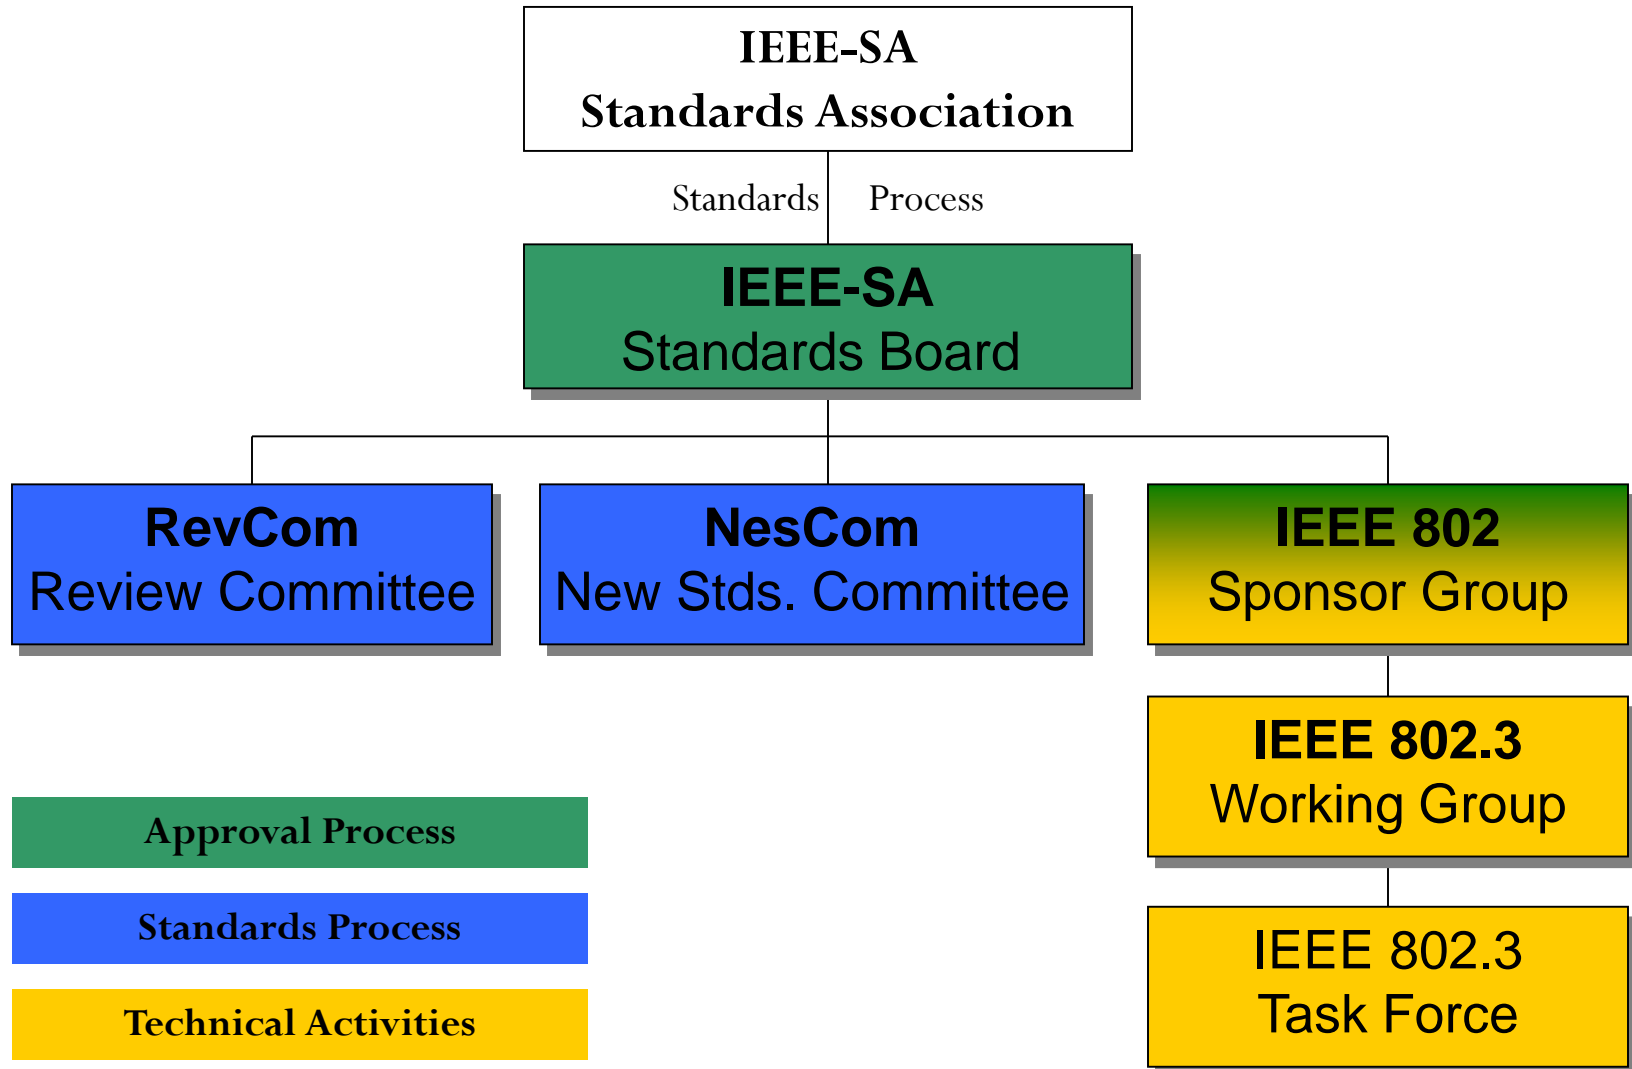 IEEE-SA
Standards Association
Standards Process
IEEE-SA
Standards Board
RevCom
Review Committee
NesCom
New Stds. Committee
IEEE 802
Sponsor Group
IEEE 802.3
Working Group
IEEE 802.3
Task Force
Approval Process
Standards Process
Technical Activities